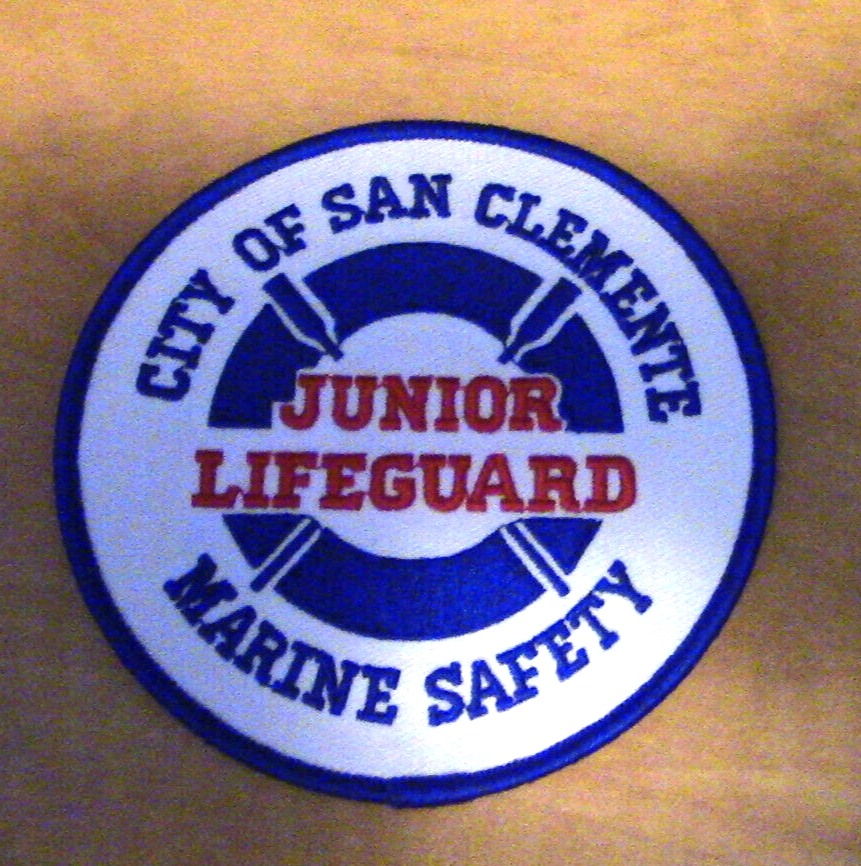 CITY OF SAN CLEMENTE
JUNIOR
LIFEGUARD
MARINE SAFETY